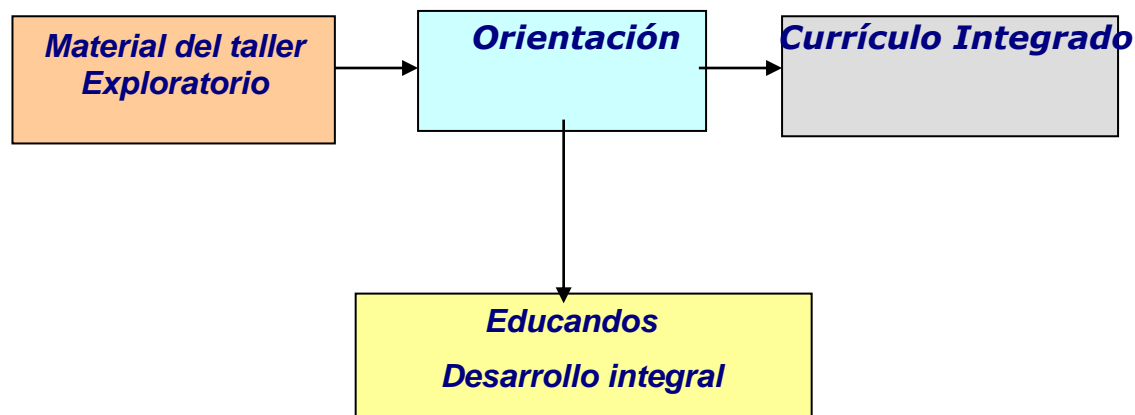 Material del taller
Exploratorio
Orientación
Currículo Integrado
Educandos
Desarrollo integral